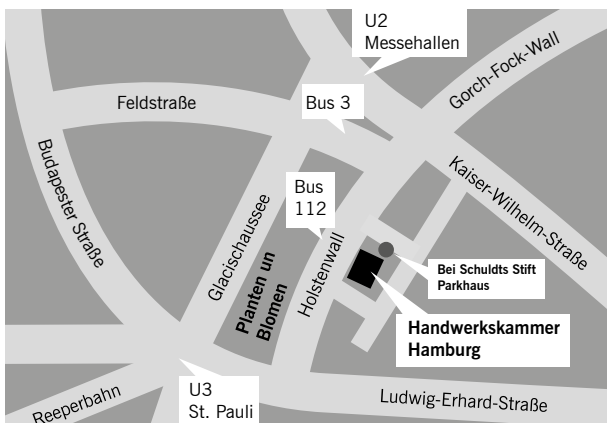 U2
Messehallen
Gorch-Fock-Wall
Feldstraße
Bus 3
Budapester Straße
Kaiser-Wilhelm-Straße
Bus
112
Glacischaussee
Planten un
Blomen
Holstenwall
Bei Schuldts Stift
Parkhaus
Handwerkskammer
Hamburg
U3
St. Pauli
Reeperbahn
Ludwig-Erhard-Straße